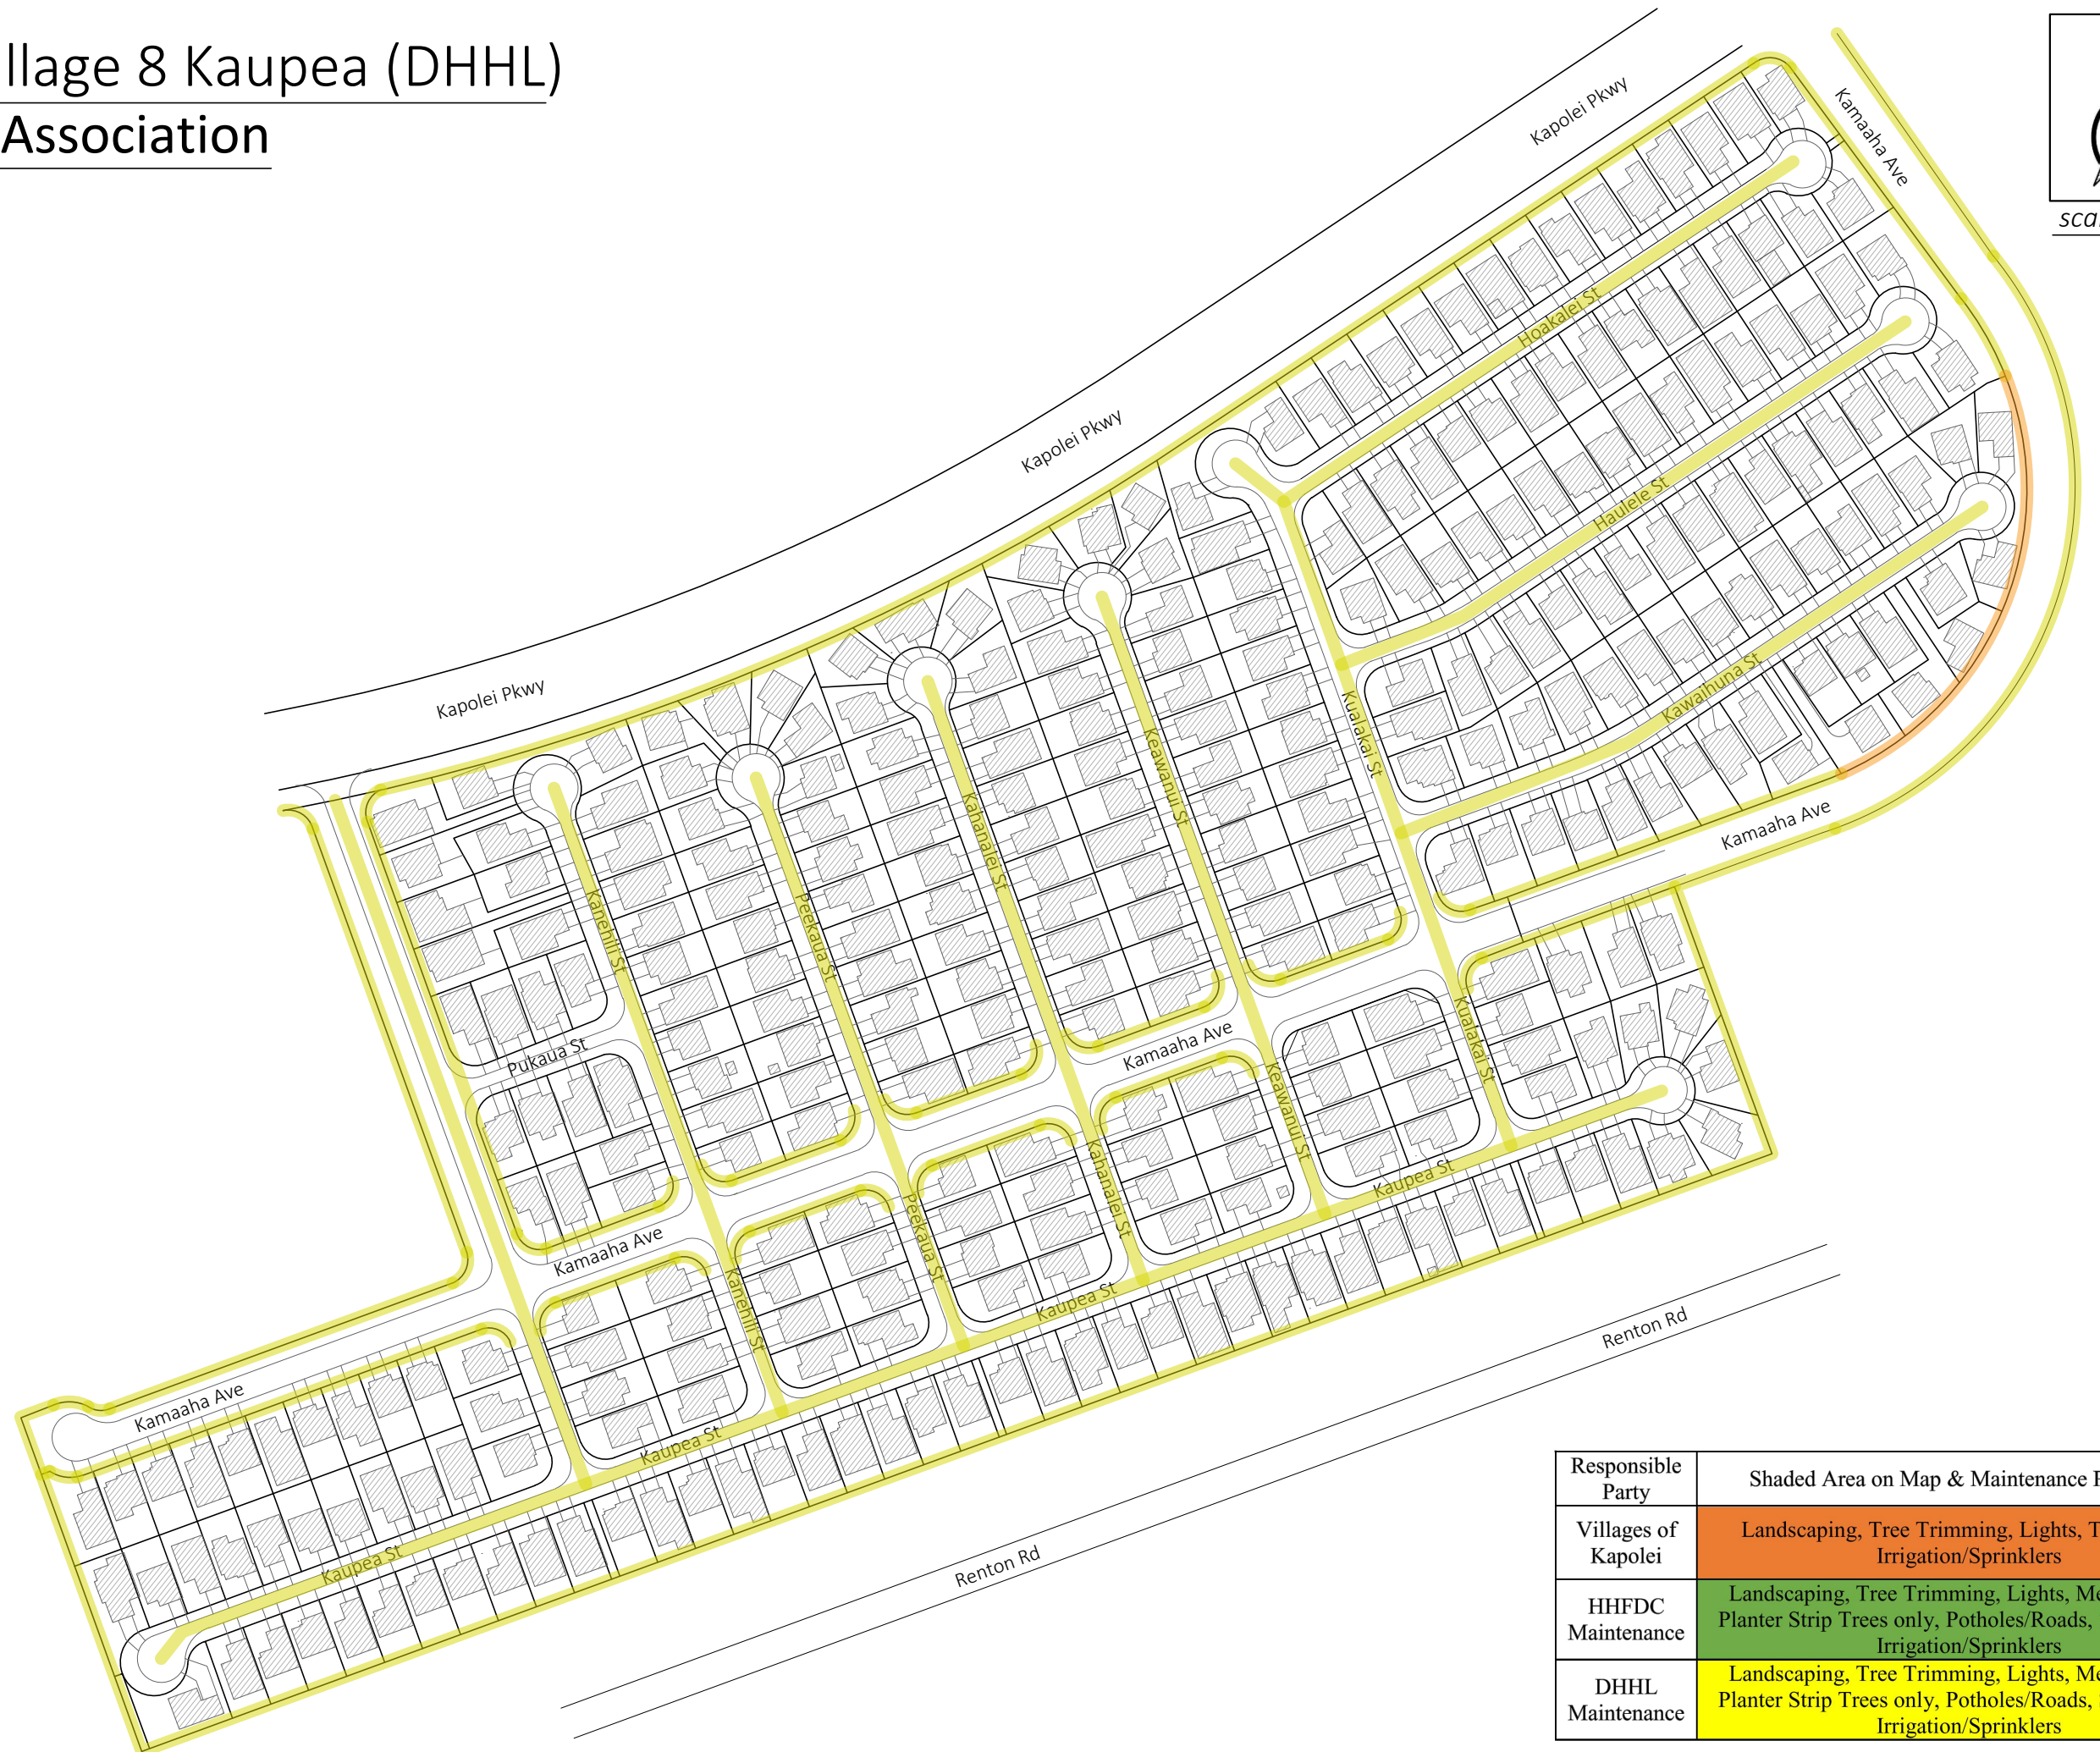 llage 8 Kaupea (DHHL)
Association
Kapolei Pkwy
Kamaaha Ave
scal
Hoakalei St
Kapolei Pkwy
Haulele St
Kapolei Pkwy
Kualakai St
Kawaihuna St
Keawanui St
Kahanalei St
Kamaaha Ave
Kanehili St
Peekaua St
Kualakai St
Pukaua St
Kamaaha Ave
Keawanui St
Kamaaha Ave
Kahanalei St
Kaupea St
Peekaua St
Kanehili St
Kaupea St
Renton Rd
Kamaaha Ave
Kaupea St
Kaupea St
Renton Rd
Responsible
Party
Shaded Area on Map & Maintenance
Villages of
Kapolei
Landscaping, Tree Trimming, Lights, T
Irrigation/Sprinklers
HHFDC
Maintenance
Landscaping, Tree Trimming, Lights, Me
Planter Strip Trees only, Potholes/Roads,
Irrigation/Sprinklers
DHHL
Maintenance
Landscaping, Tree Trimming, Lights, Me
Planter Strip Trees only, Potholes/Roads,
Irrigation/Sprinklers